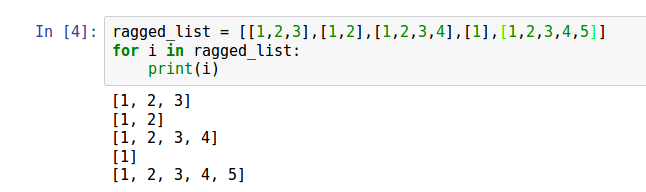 In [4]: ragged_list = [[1,2,3],[1,2],[1,2,3,4],[1],[1,2,3,4,5]]
for i in ragged_list:
    print(i)
[1, 2, 3]
[1, 2]
[1, 2, 3, 4]
[1]
[1, 2, 3, 4, 5]